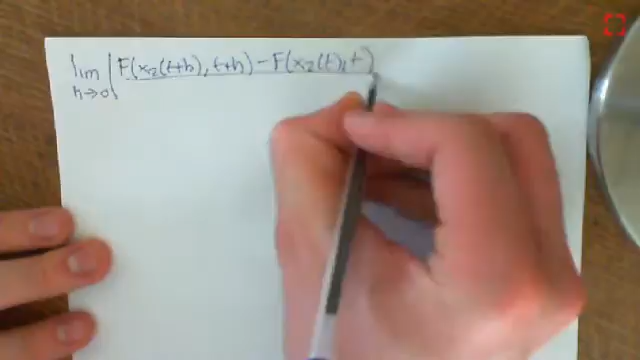 lim ( F(x₂(t+h), t+h) − F(x₂(t), t)
h→0